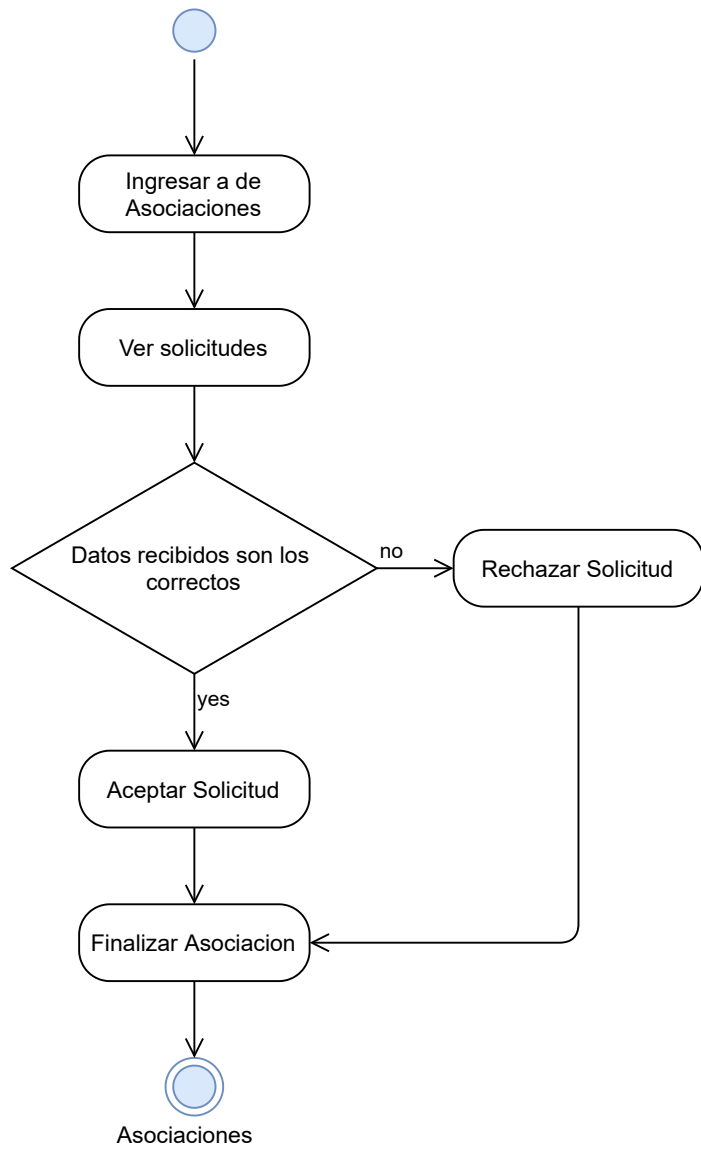 Ingresar a de
Asociaciones
Ver solicitudes
Datos recibidos son los
correctos
no
Rechazar Solicitud
yes
Aceptar Solicitud
Finalizar Asociacion
Asociaciones